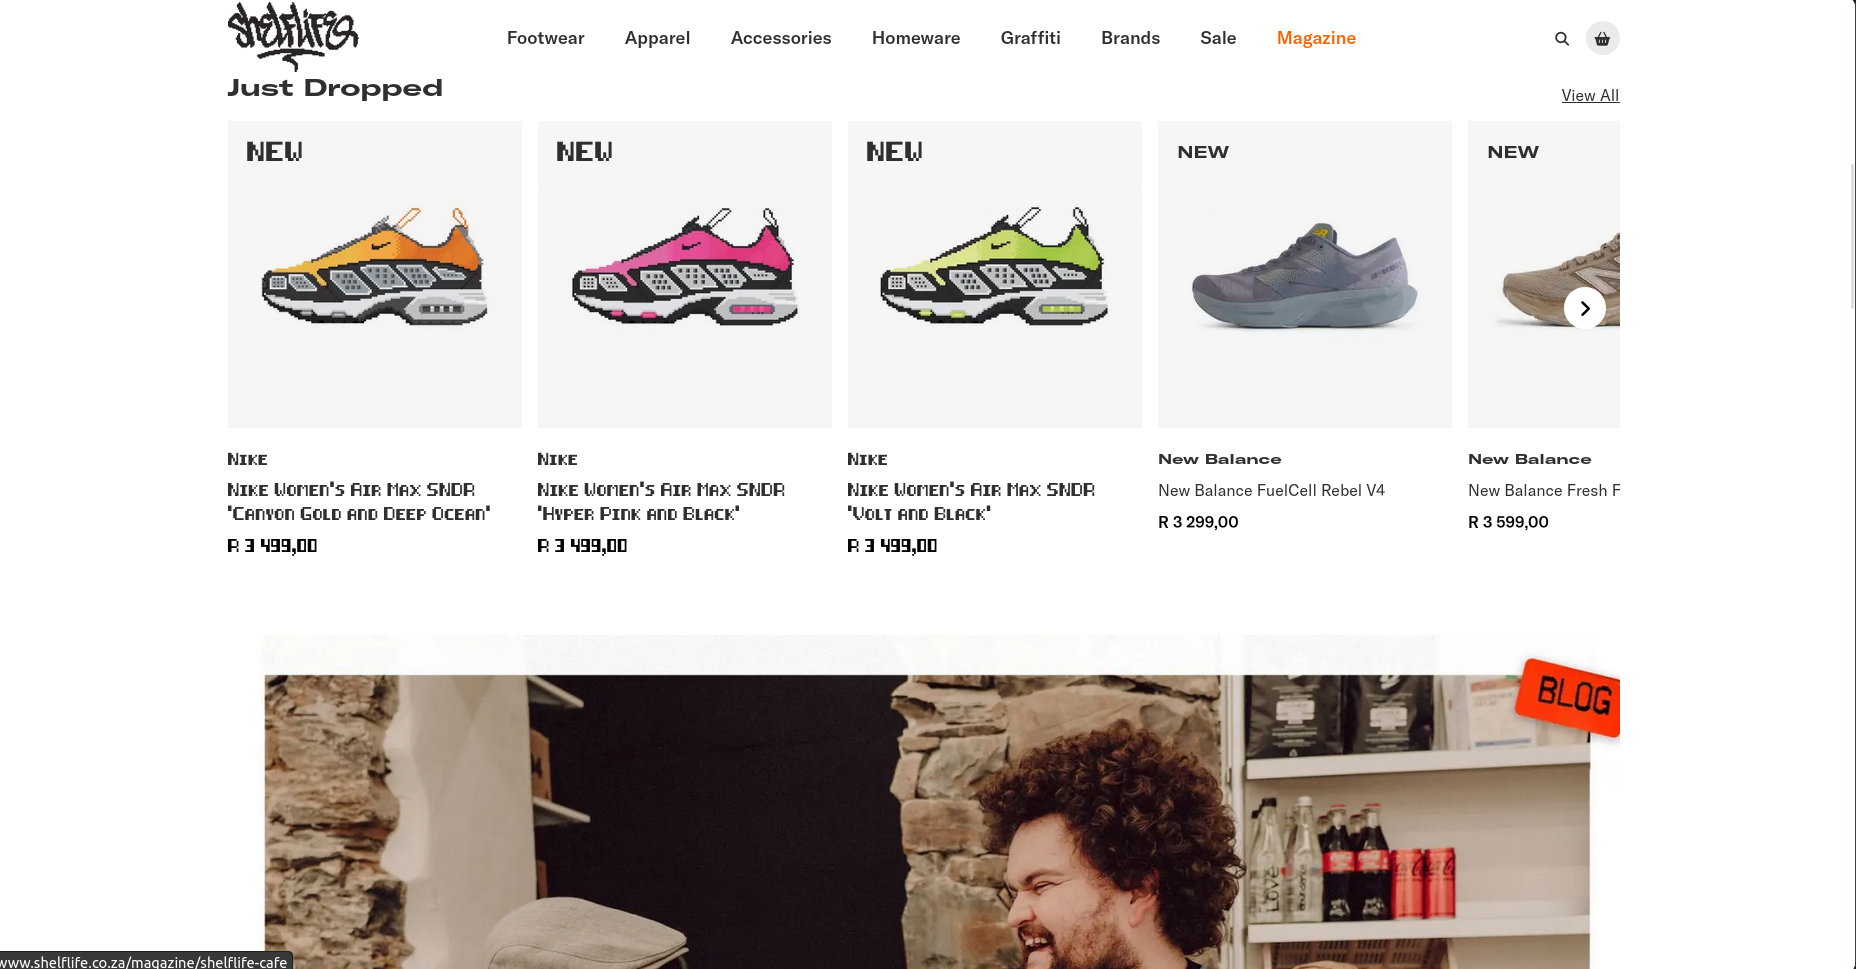 shelflife
Footwear Apparel Accessories Homeware Graffiti Brands Sale Magazine
Just Dropped
View All
NEW
NEW
NEW
NEW
NEW
Nike
Nike Women's Air Max SNDR
'Canyon Gold and Deep Ocean'
R 3 499,00
Nike
Nike Women's Air Max SNDR
'Hyper Pink and Black'
R 3 499,00
Nike
Nike Women's Air Max SNDR
'Volt and Black'
R 3 499,00
New Balance
New Balance FuelCell Rebel V4
R 3 299,00
New Balance
New Balance Fresh F
R 3 599,00
BLOG
LOVE
www.shelflife.co.za/magazine/shelflife-cafe